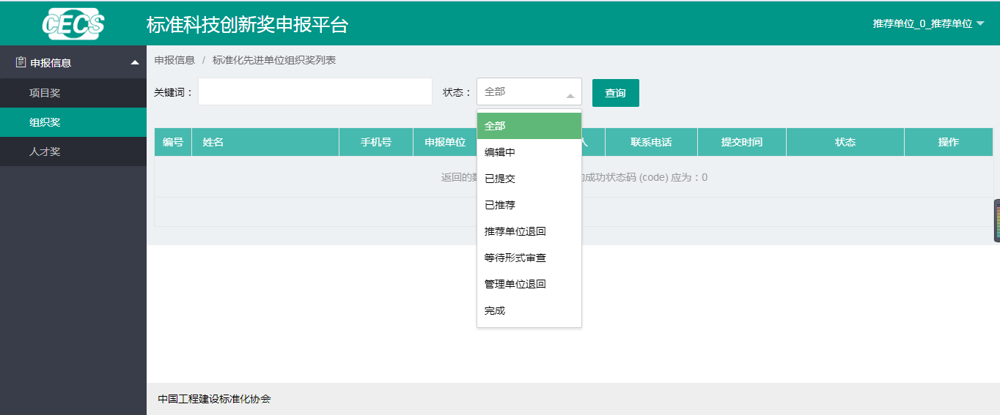 CECS 标准科技创新奖申报平台 推荐单位_0_推荐单位
申报信息
项目奖
组织奖
人才奖
申报信息 / 标准化先进单位组织奖列表
关键词： 状态： 全部 查询
编号 姓名 手机号 申报单位 人 联系电话 提交时间 状态 操作
返回的 成功状态码 (code) 应为：0
全部
编辑中
已提交
已推荐
推荐单位退回
等待形式审查
管理单位退回
完成
中国工程建设标准化协会